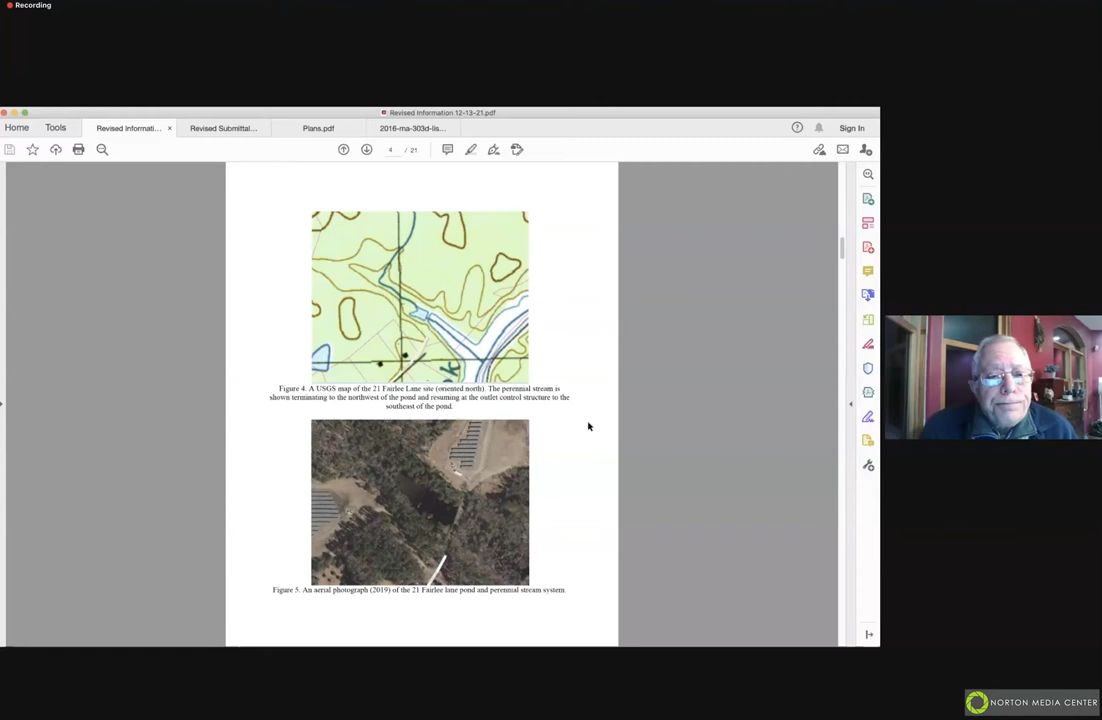 Recording
Revised Information 12-13-21.pdf
Home
Tools
Revised Informati...
×
Revised Submittal...
Plans.pdf
2016-ma-303d-lis...
Sign In
4 / 21
Figure 4. A USGS map of the 21 Fairlee Lane site (oriented north). The perennial stream is
shown terminating to the northwest of the pond and resuming at the outlet control structure to the
southeast of the pond.
Figure 5. An aerial photograph (2019) of the 21 Fairlee lane pond and perennial stream system.
NORTON MEDIA CENTER